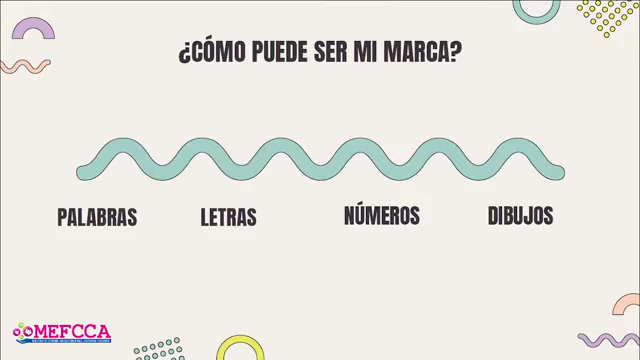 ¿CÓMO PUEDE SER MI MARCA?
PALABRAS
LETRAS
NÚMEROS
DIBUJOS
MEFCCA